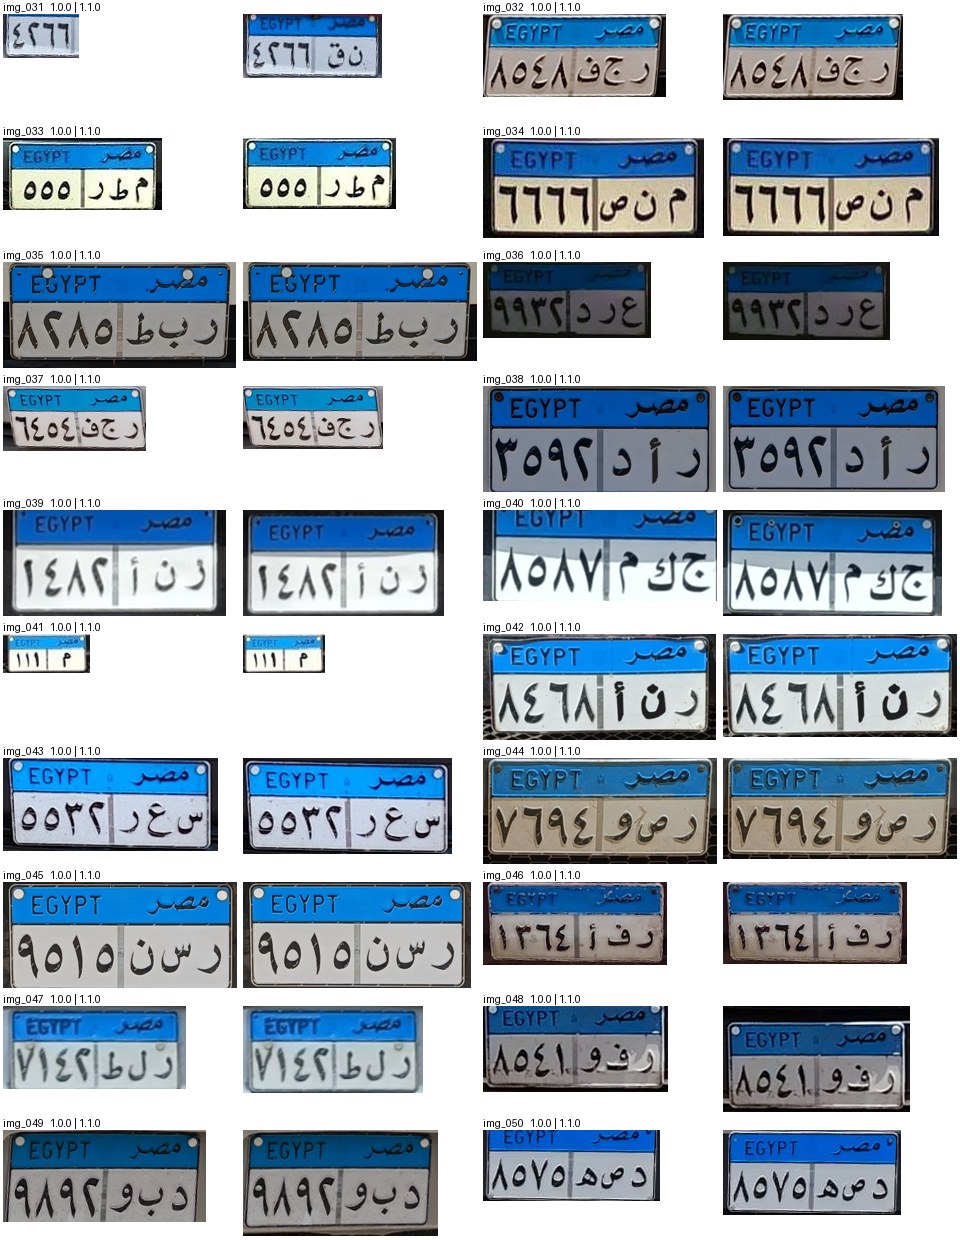 img_031 1.0.0 | 1.1.0
٤٢٦٦
EGYPT مصر
٤٢٦٦ ن ق
img_032 1.0.0 | 1.1.0
EGYPT مصر
٨٥٤٨ ر ج ف
EGYPT مصر
٨٥٤٨ ر ج ف
img_033 1.0.0 | 1.1.0
EGYPT مصر
٥٥٥ م ط ر
EGYPT مصر
٥٥٥ م ط ر
img_034 1.0.0 | 1.1.0
EGYPT مصر
٦٦٦٦ م ن ص
EGYPT مصر
٦٦٦٦ م ن ص
img_035 1.0.0 | 1.1.0
EGYPT مصر
٨٢٨٥ ر ب ط
EGYPT مصر
٨٢٨٥ ر ب ط
img_036 1.0.0 | 1.1.0
EGYPT مصر
٩٩٣٢ ع ر د
EGYPT مصر
٩٩٣٢ ع ر د
img_037 1.0.0 | 1.1.0
EGYPT مصر
٦٤٥٤ ر ج ف
EGYPT مصر
٦٤٥٤ ر ج ف
img_038 1.0.0 | 1.1.0
EGYPT مصر
٣٥٩٢ ر أ د
EGYPT مصر
٣٥٩٢ ر أ د
img_039 1.0.0 | 1.1.0
EGYPT مصر
١٤٨٢ ر ن أ
EGYPT مصر
١٤٨٢ ر ن أ
img_040 1.0.0 | 1.1.0
EGYPT مصر
٨٥٨٧ ج ك م
EGYPT مصر
٨٥٨٧ ج ك م
img_041 1.0.0 | 1.1.0
EGYPT مصر
١١١ م
EGYPT مصر
١١١ م
img_042 1.0.0 | 1.1.0
EGYPT مصر
٨٤٦٨ ر ن أ
EGYPT مصر
٨٤٦٨ ر ن أ
img_043 1.0.0 | 1.1.0
EGYPT مصر
٥٥٣٢ س ع ر
EGYPT مصر
٥٥٣٢ س ع ر
img_044 1.0.0 | 1.1.0
EGYPT مصر
٧٦٩٤ ر ص و
EGYPT مصر
٧٦٩٤ ر ص و
img_045 1.0.0 | 1.1.0
EGYPT مصر
٩٥١٥ ر س ن
EGYPT مصر
٩٥١٥ ر س ن
img_046 1.0.0 | 1.1.0
EGYPT مصر
١٣٦٤ ر ف أ
EGYPT مصر
١٣٦٤ ر ف أ
img_047 1.0.0 | 1.1.0
EGYPT مصر
٧١٤٢ ر ل ط
EGYPT مصر
٧١٤٢ ر ل ط
img_048 1.0.0 | 1.1.0
EGYPT مصر
٨٥٤١ ر ف و
EGYPT مصر
٨٥٤١ ر ف و
img_049 1.0.0 | 1.1.0
EGYPT مصر
٩٨٩٢ د ب و
EGYPT مصر
٩٨٩٢ د ب و
img_050 1.0.0 | 1.1.0
EGYPT مصر
٨٥٧٥ د ص ه
EGYPT مصر
٨٥٧٥ د ص ه